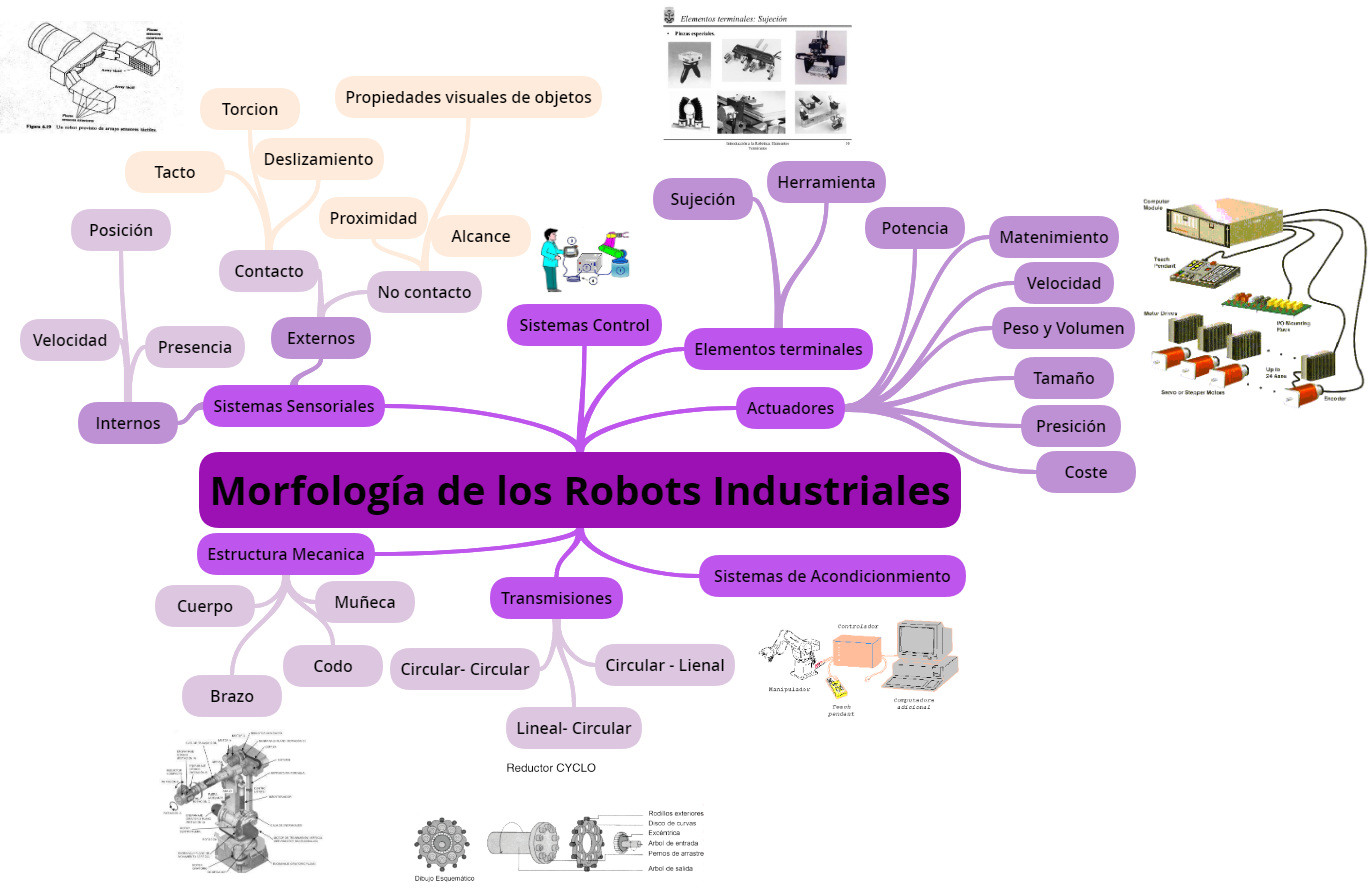 Elementos terminales: Sujeción
• Pinzas especiales.
Introducción a la Robótica: Elementos
Terminales
Figura 6.19 Un robot provisto de arrays sensores táctiles.
Torcion
Propiedades visuales de objetos
Deslizamiento
Tacto
Posición
Proximidad
Alcance
Contacto
No contacto
Velocidad
Presencia
Externos
Internos
Sistemas Sensoriales
Sistemas Control
Sujeción
Herramienta
Elementos terminales
Potencia
Matenimiento
Velocidad
Peso y Volumen
Tamaño
Presición
Coste
Actuadores
Computer
Module
Teach
Pendant
Motor Drives
I/O Mounting
Rack
Up to
24 Axes
Servo or Stepper Motors
Encoder
Morfología de los Robots Industriales
Estructura Mecanica
Cuerpo
Muñeca
Codo
Brazo
Transmisiones
Circular- Circular
Circular - Lienal
Lineal- Circular
Sistemas de Acondicionmiento
Controlador
Manipulador
Teach
pendant
Computadora
adicional
Reductor CYCLO
Rodillos exteriores
Disco de curvas
Excéntrica
Arbol de entrada
Pernos de arrastre
Arbol de salida
Dibujo Esquemático